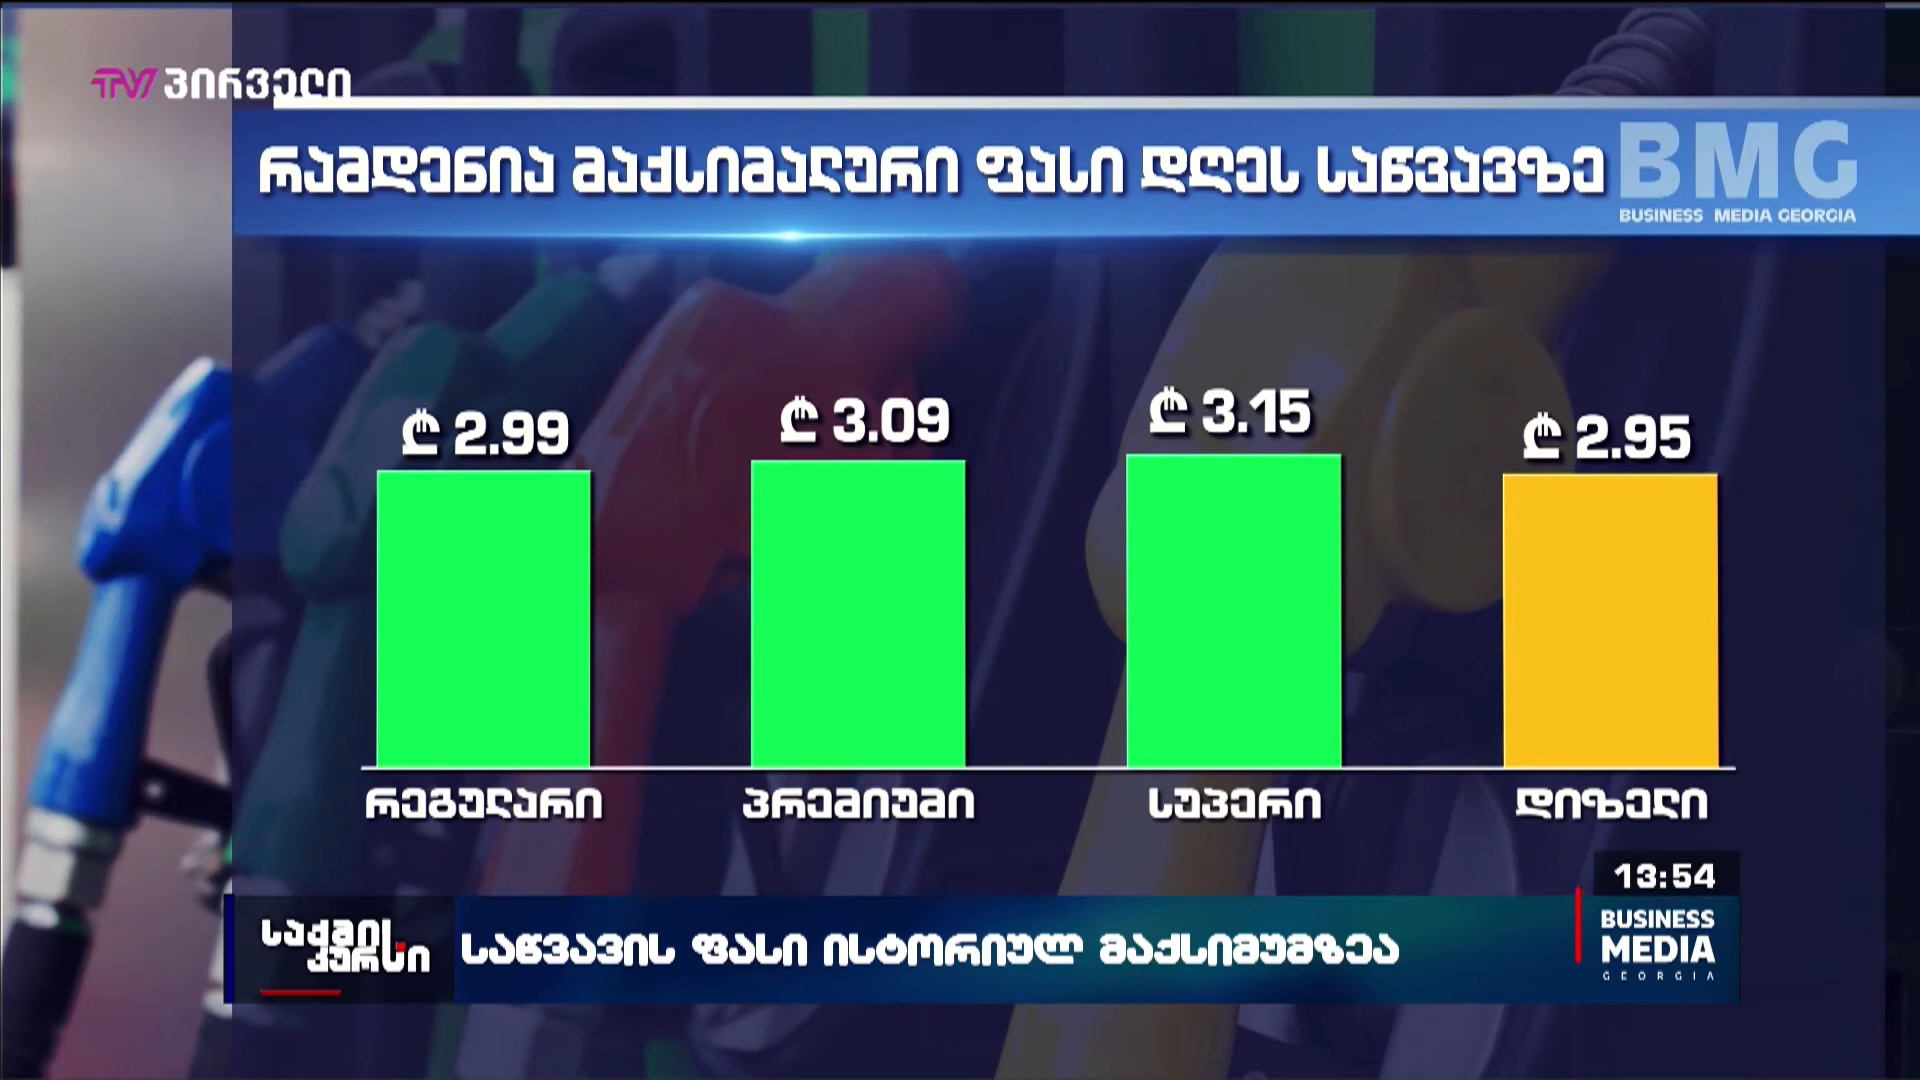 TV პირველი
რამდენია მაქსიმალური ფასი დღეს საწვავზე
BMG
BUSINESS MEDIA GEORGIA
₾ 2.99
₾ 3.09
₾ 3.15
₾ 2.95
რეგულარი
პრემიუმი
სუპერი
დიზელი
13:54
საქმის
კურსი
საწვავის ფასი ისტორიულ მაქსიმუმზეა
BUSINESS
MEDIA
GEORGIA